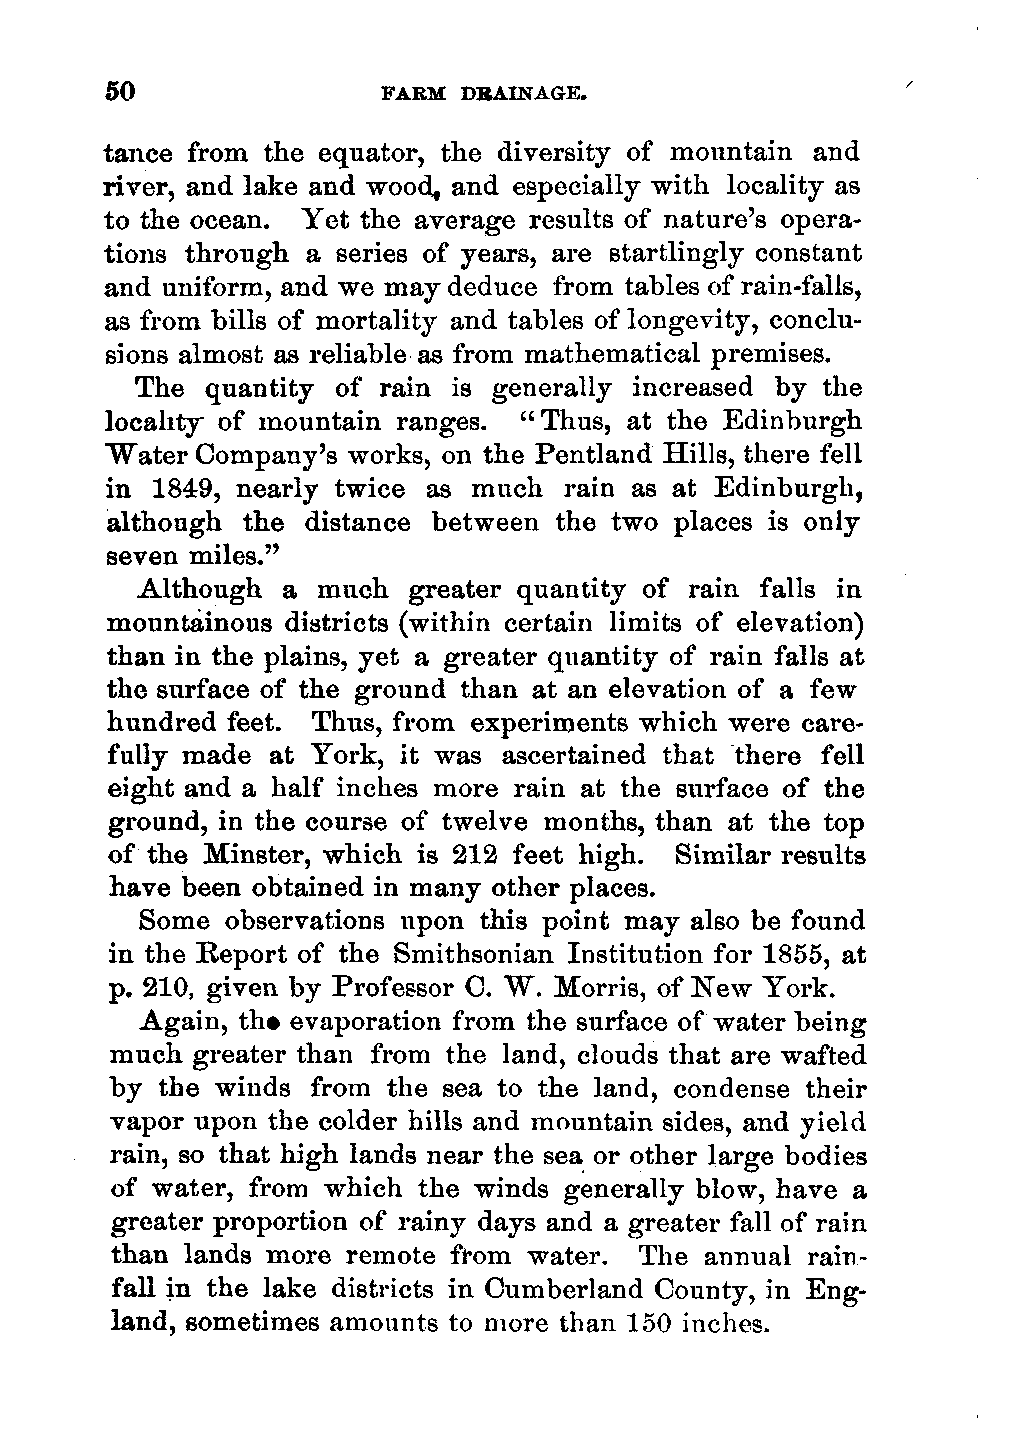 50 FARM DRAINAGE.
tance from the equator, the diversity of mountain and
river, and lake and wood, and especially with locality as
to the ocean. Yet the average results of nature's opera-
tions through a series of years, are startlingly constant
and uniform, and we may deduce from tables of rain-falls,
as from bills of mortality and tables of longevity, conclu-
sions almost as reliable as from mathematical premises.
The quantity of rain is generally increased by the
locality of mountain ranges. "Thus, at the Edinburgh
Water Company's works, on the Pentland Hills, there fell
in 1849, nearly twice as much rain as at Edinburgh,
although the distance between the two places is only
seven miles."
Although a much greater quantity of rain falls in
mountainous districts (within certain limits of elevation)
than in the plains, yet a greater quantity of rain falls at
the surface of the ground than at an elevation of a few
hundred feet. Thus, from experiments which were care-
fully made at York, it was ascertained that there fell
eight and a half inches more rain at the surface of the
ground, in the course of twelve months, than at the top
of the Minster, which is 212 feet high. Similar results
have been obtained in many other places.
Some observations upon this point may also be found
in the Report of the Smithsonian Institution for 1855, at
p. 210, given by Professor C. W. Morris, of New York.
Again, the evaporation from the surface of water being
much greater than from the land, clouds that are wafted
by the winds from the sea to the land, condense their
vapor upon the colder hills and mountain sides, and yield
rain, so that high lands near the sea or other large bodies
of water, from which the winds generally blow, have a
greater proportion of rainy days and a greater fall of rain
than lands more remote from water. The annual rain-
fall in the lake districts in Cumberland County, in Eng-
land, sometimes amounts to more than 150 inches.